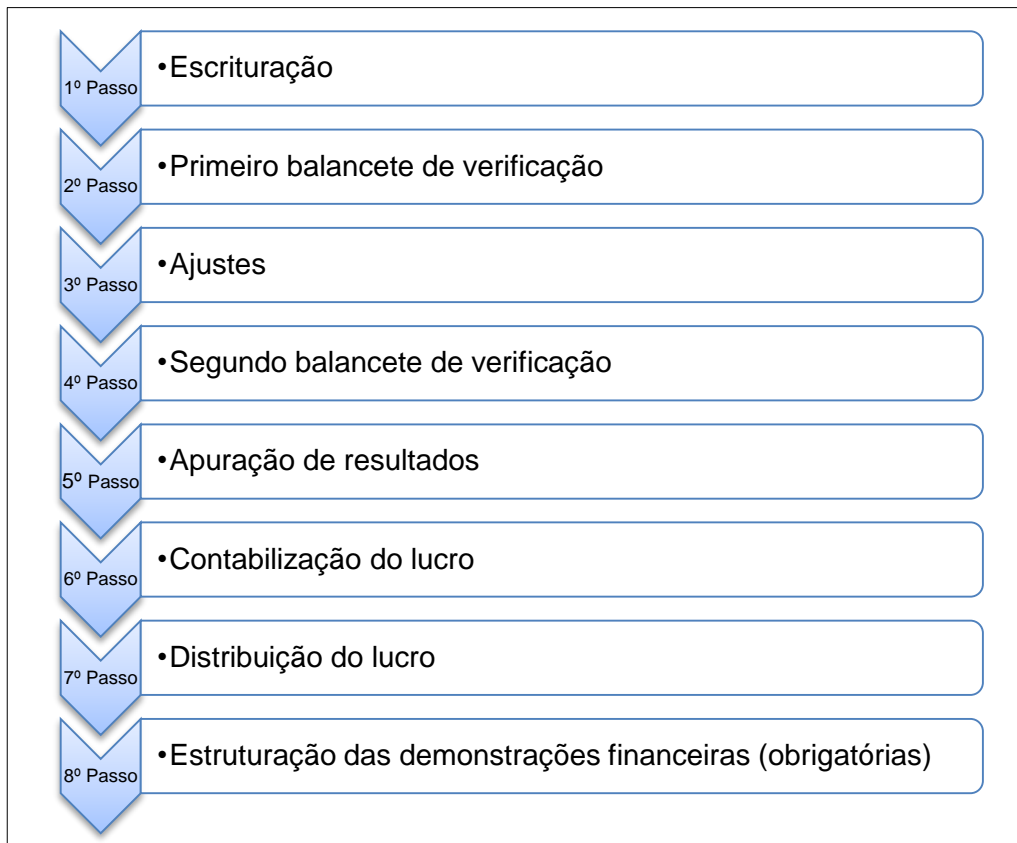 1º Passo
•Escrituração
2º Passo
•Primeiro balancete de verificação
3º Passo
•Ajustes
4º Passo
•Segundo balancete de verificação
5º Passo
•Apuração de resultados
6º Passo
•Contabilização do lucro
7º Passo
•Distribuição do lucro
8º Passo
•Estruturação das demonstrações financeiras (obrigatórias)